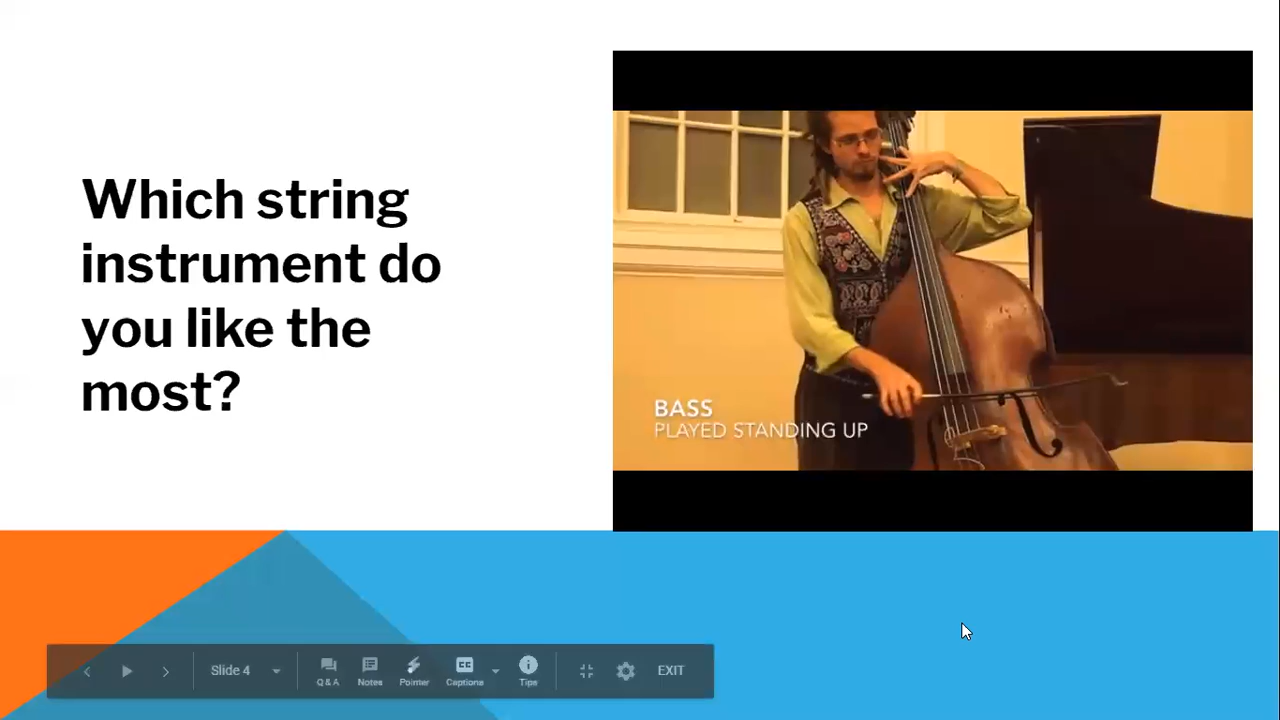 Which string
instrument do
you like the
most?
BASS
PLAYED STANDING UP
Slide 4
Q & A
Notes
Pointer
CC
Captions
Tips
EXIT